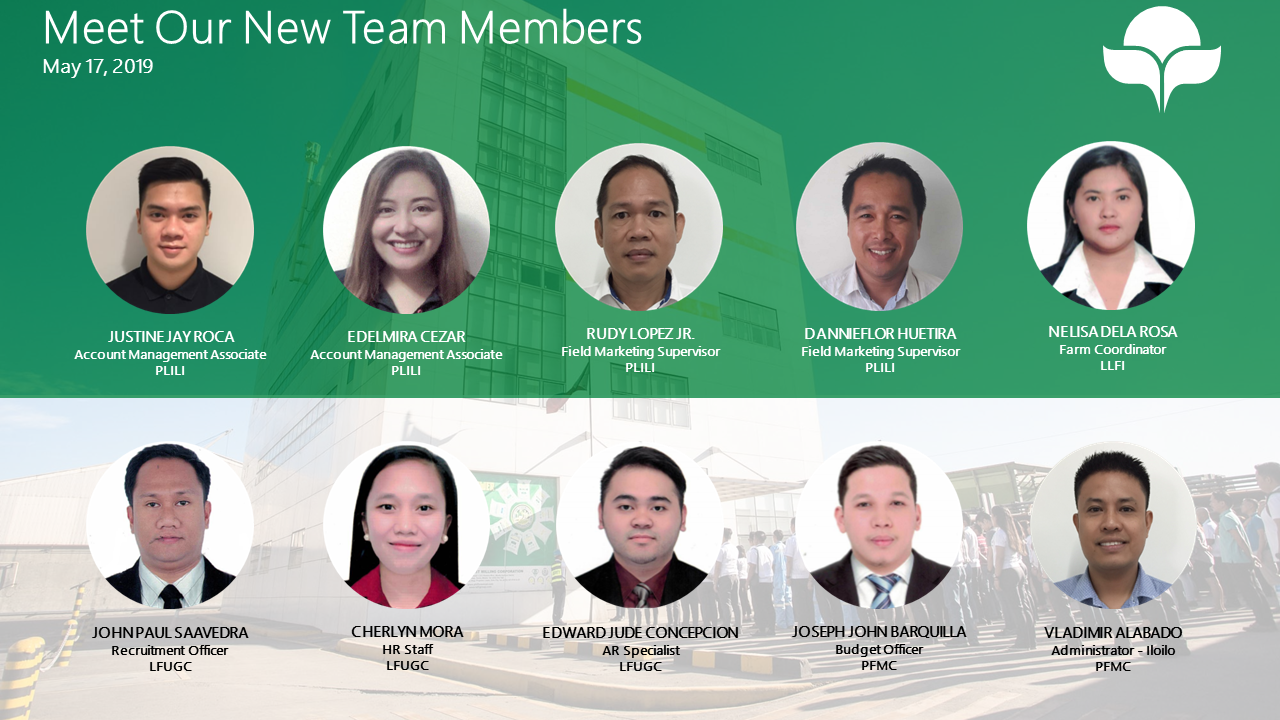 Meet Our New Team Members
May 17, 2019
JUSTINE JAY ROCA
Account Management Associate
PLILI
EDELMIRA CEZAR
Account Management Associate
PLILI
RUDY LOPEZ JR.
Field Marketing Supervisor
PLILI
DANNIEFLOR HUETIRA
Field Marketing Supervisor
PLILI
NELISA DELA ROSA
Farm Coordinator
LLFI
JOHN PAUL SAAVEDRA
Recruitment Officer
LFUGC
CHERLYN MORA
HR Staff
LFUGC
EDWARD JUDE CONCEPCION
AR Specialist
LFUGC
JOSEPH JOHN BARQUILLA
Budget Officer
PFMC
VLADIMIR ALABADO
Administrator - Iloilo
PFMC